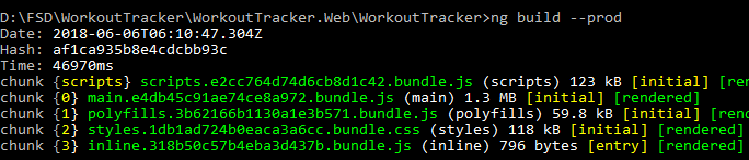 D:\FSD\WorkoutTracker\WorkoutTracker.Web\WorkoutTracker>ng build --prod
Date: 2018-06-06T06:10:47.304Z
Hash: af1ca935b8e4cdcbb93c
Time: 46970ms
chunk {scripts} scripts.e2cc764d74d6cb8d1c42.bundle.js (scripts) 123 kB [initial] [rend
chunk {0} main.e4db45c91ae74ce8a972.bundle.js (main) 1.3 MB [initial] [rendered]
chunk {1} polyfills.3b62166b1130a1e3b571.bundle.js (polyfills) 59.8 kB [initial] [rende
chunk {2} styles.1db1ad724b0eaca3a6cc.bundle.css (styles) 118 kB [initial] [rendered]
chunk {3} inline.318b50c57b4eba3d437b.bundle.js (inline) 796 bytes [entry] [rendered]